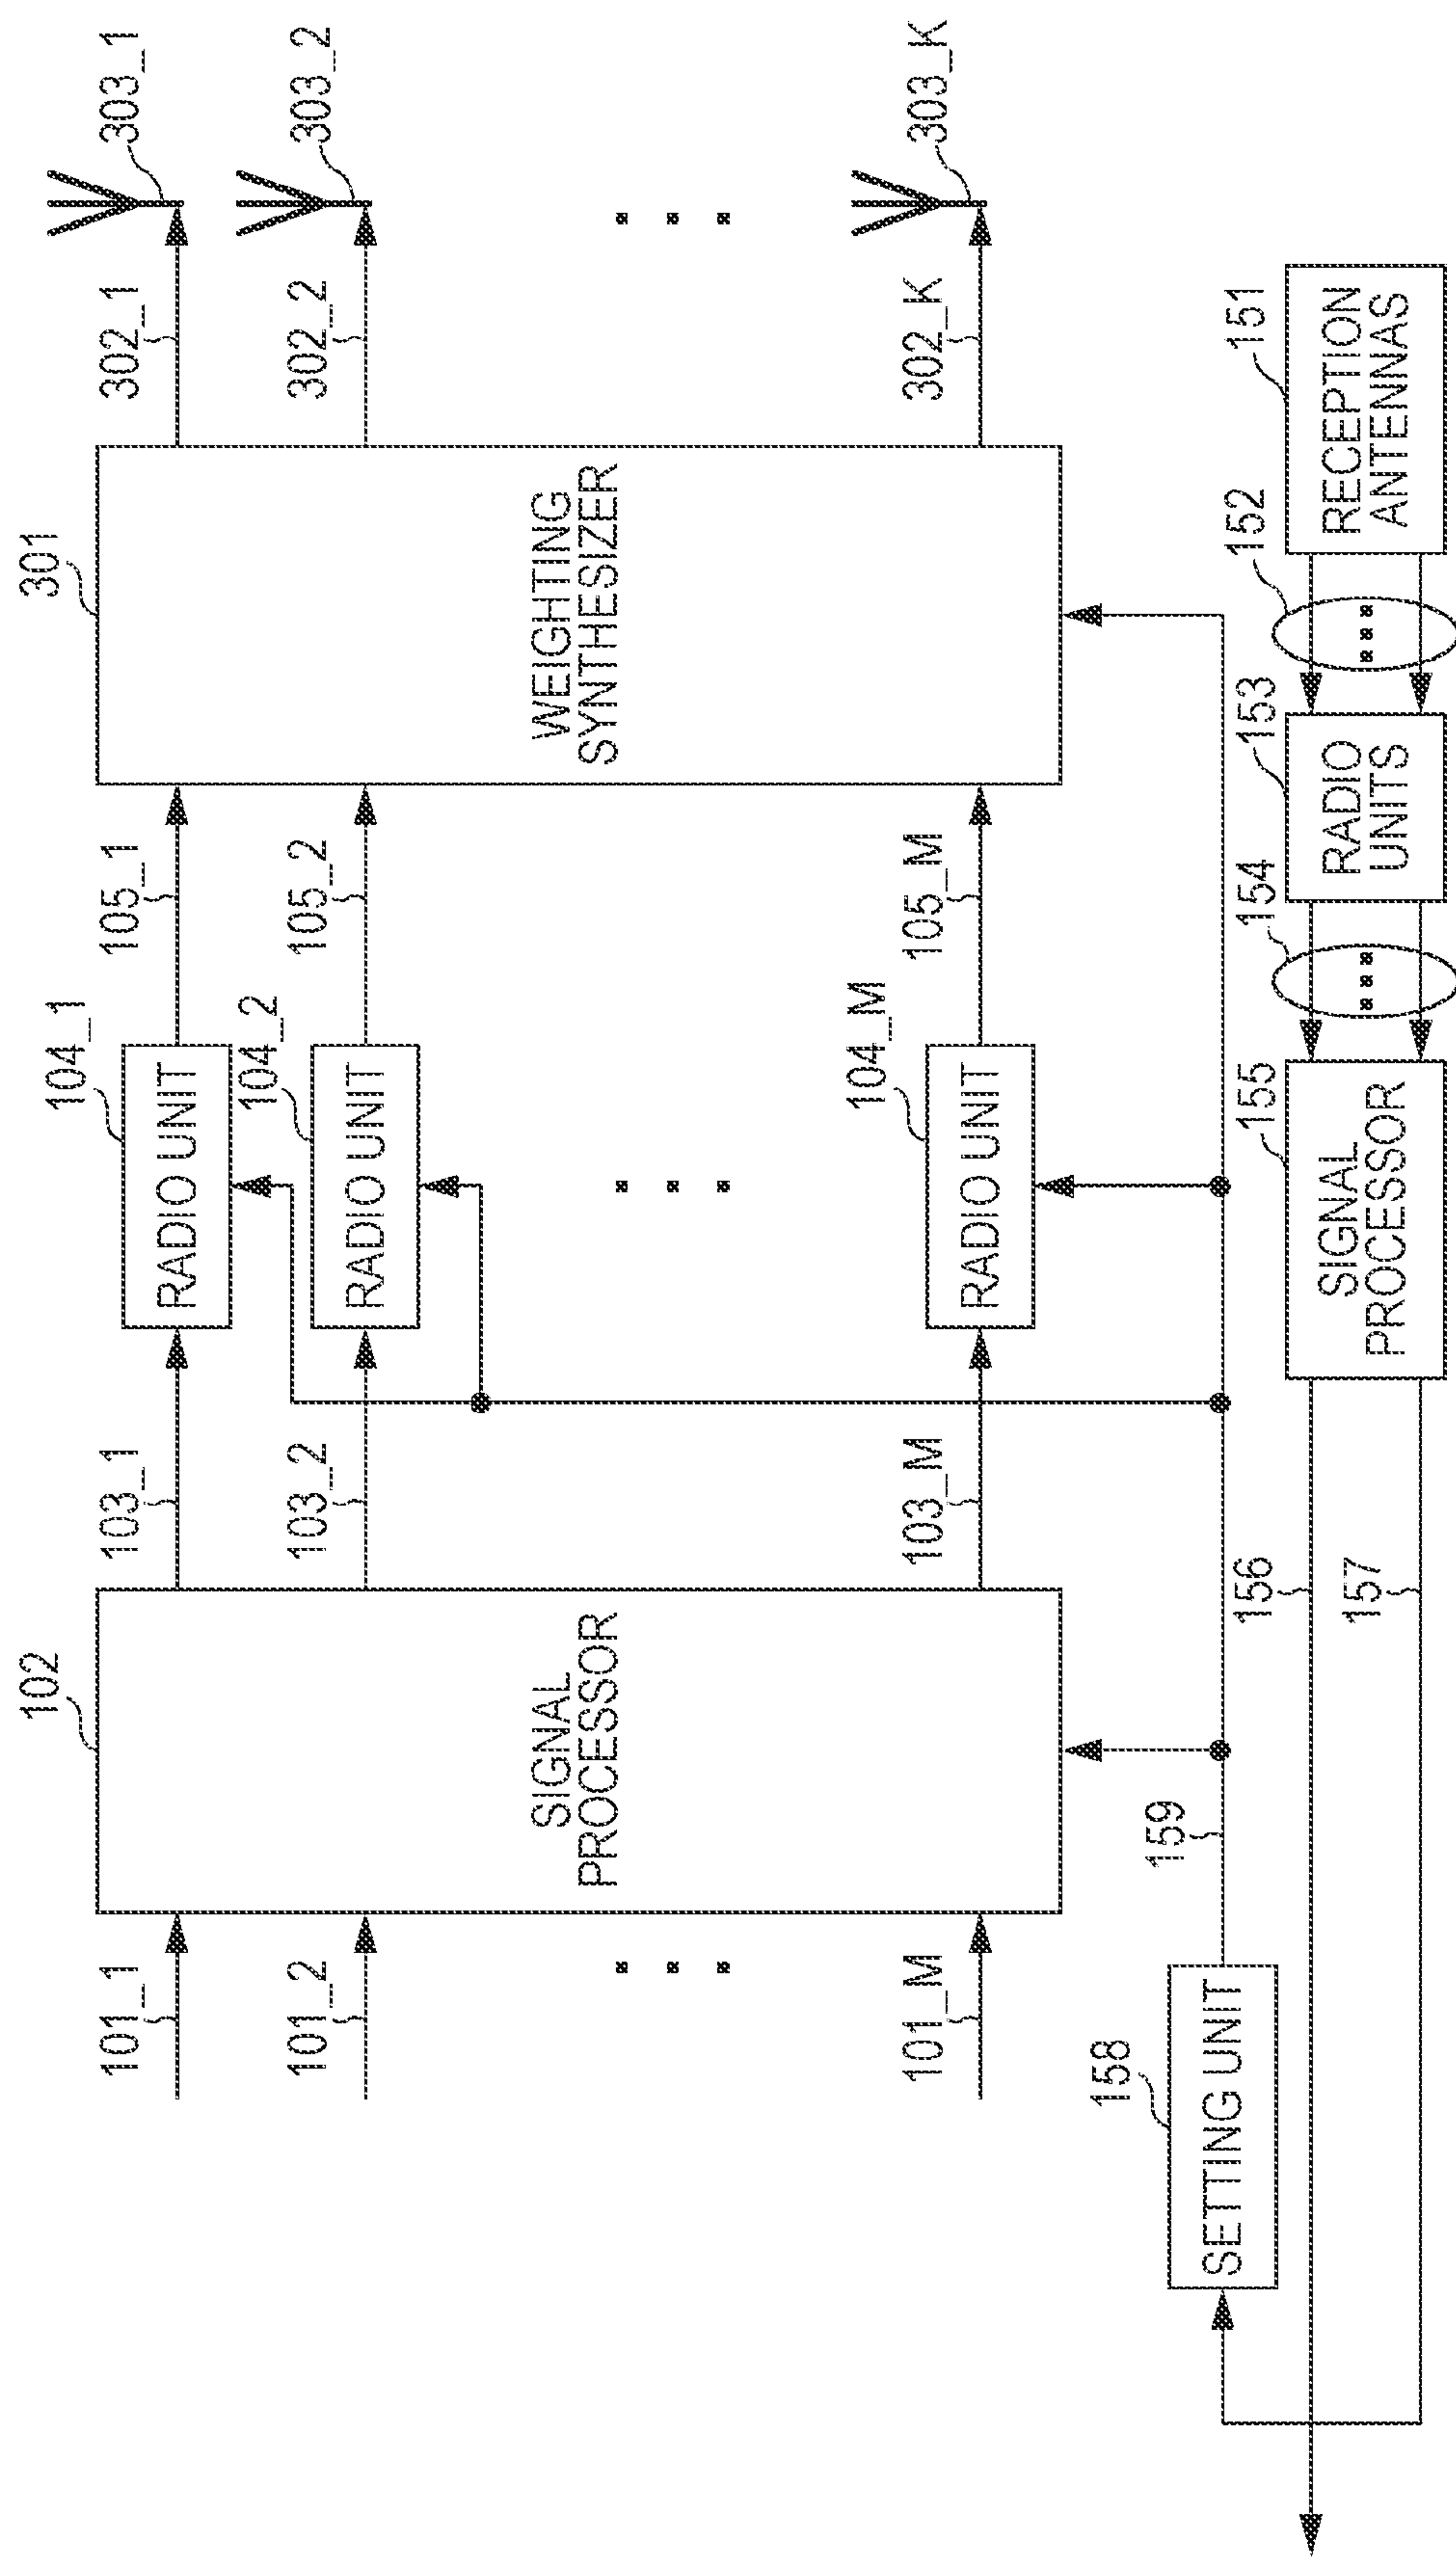 101_1
101_2
101_M
102
SIGNAL
PROCESSOR
103_1
103_2
103_M
104_1
RADIO UNIT
104_2
RADIO UNIT
104_M
RADIO UNIT
105_1
105_2
105_M
301
WEIGHTING
SYNTHESIZER
302_1
302_2
302_K
303_1
303_2
303_K
158
SETTING UNIT
159
156
157
155
SIGNAL
PROCESSOR
154
153
RADIO
UNITS
152
151
RECEPTION
ANTENNAS